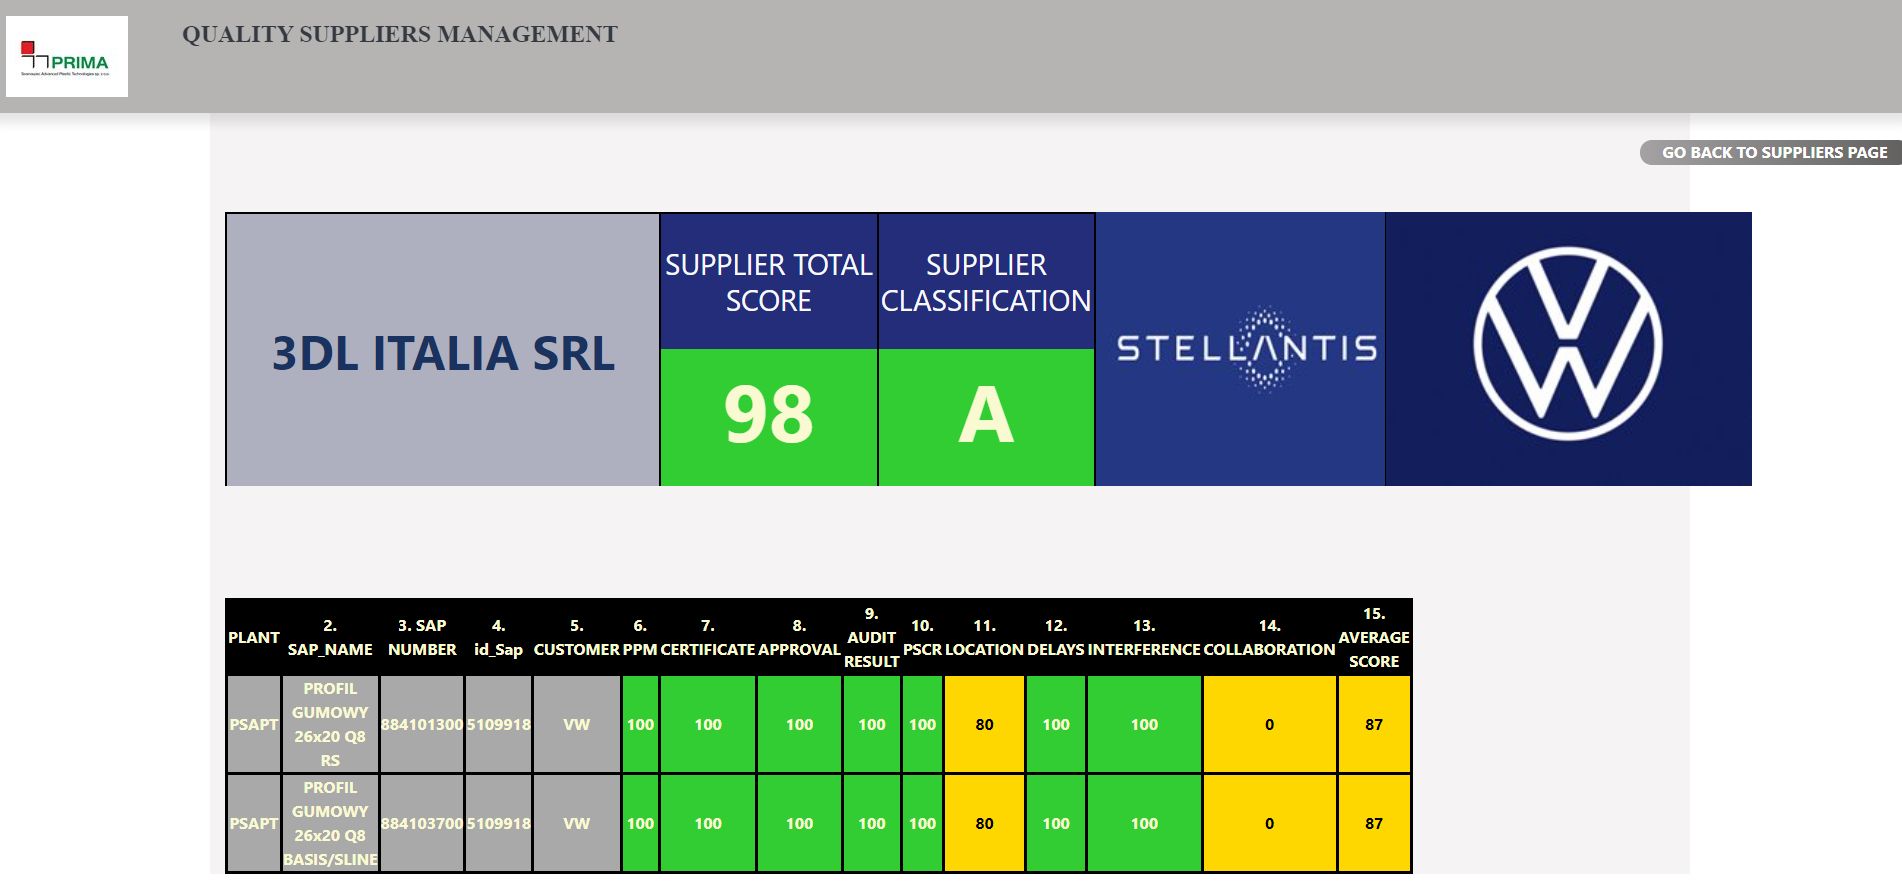 QUALITY SUPPLIERS MANAGEMENT
PRIMA
GO BACK TO SUPPLIERS PAGE
3DL ITALIA SRL
SUPPLIER TOTAL
SCORE
98
SUPPLIER
CLASSIFICATION
A
STELLANTIS
PLANT
2.
SAP_NAME
3. SAP
NUMBER
4.
id_Sap
5.
CUSTOMER
6.
PPM
7.
CERTIFICATE
8.
APPROVAL
9.
AUDIT
RESULT
10.
PSCR
11.
LOCATION
12.
DELAYS
13.
INTERFERENCE
14.
COLLABORATION
15.
AVERAGE
SCORE
PSAPT
PROFIL
GUMOWY
26x20 Q8
RS
884101300
5109918
VW
100
100
100
100
100
80
100
100
0
87
PSAPT
PROFIL
GUMOWY
26x20 Q8
BASIS/SLINE
884103700
5109918
VW
100
100
100
100
100
80
100
100
0
87